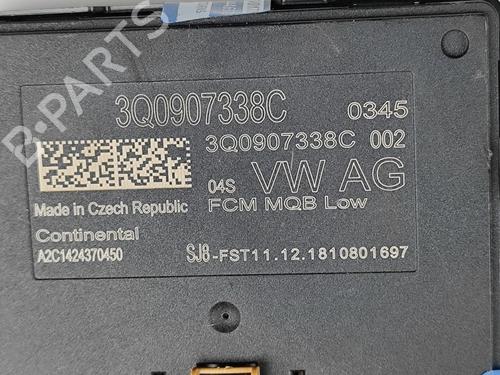 3Q0907338C 0345
3Q0907338C 002
04S VW AG
Made in Czech Republic FCM MQB Low
Continental
A2C1424370450 SJ8-FST11.12.1810801697
B-PARTS